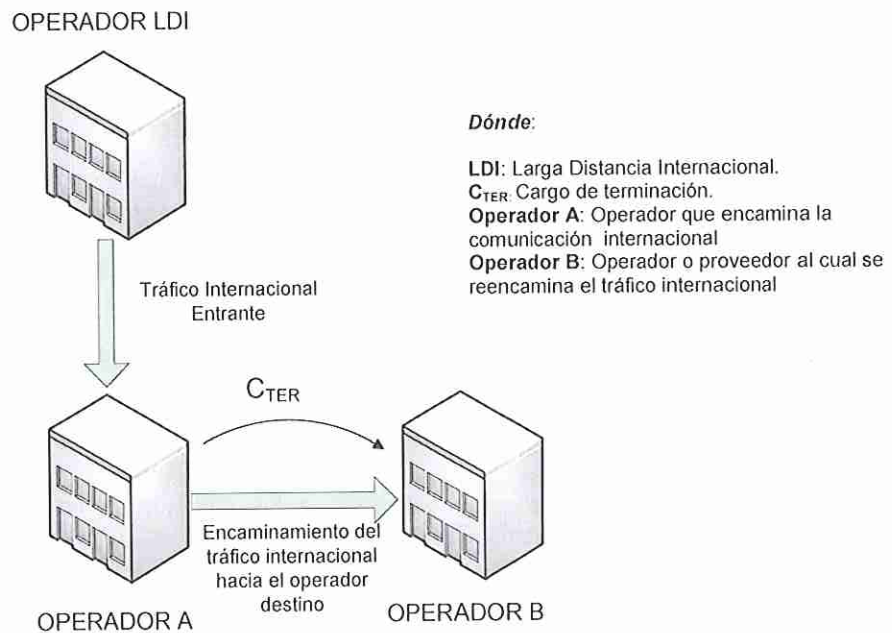 OPERADOR LDI
Dónde:
LDI: Larga Distancia Internacional.
CTER: Cargo de terminación.
Operador A: Operador que encamina la
comunicación internacional
Operador B: Operador o proveedor al cual se
reencamina el tráfico internacional
Tráfico Internacional
Entrante
CTER
Encaminamiento del
tráfico internacional
hacia el operador
destino
OPERADOR A
OPERADOR B